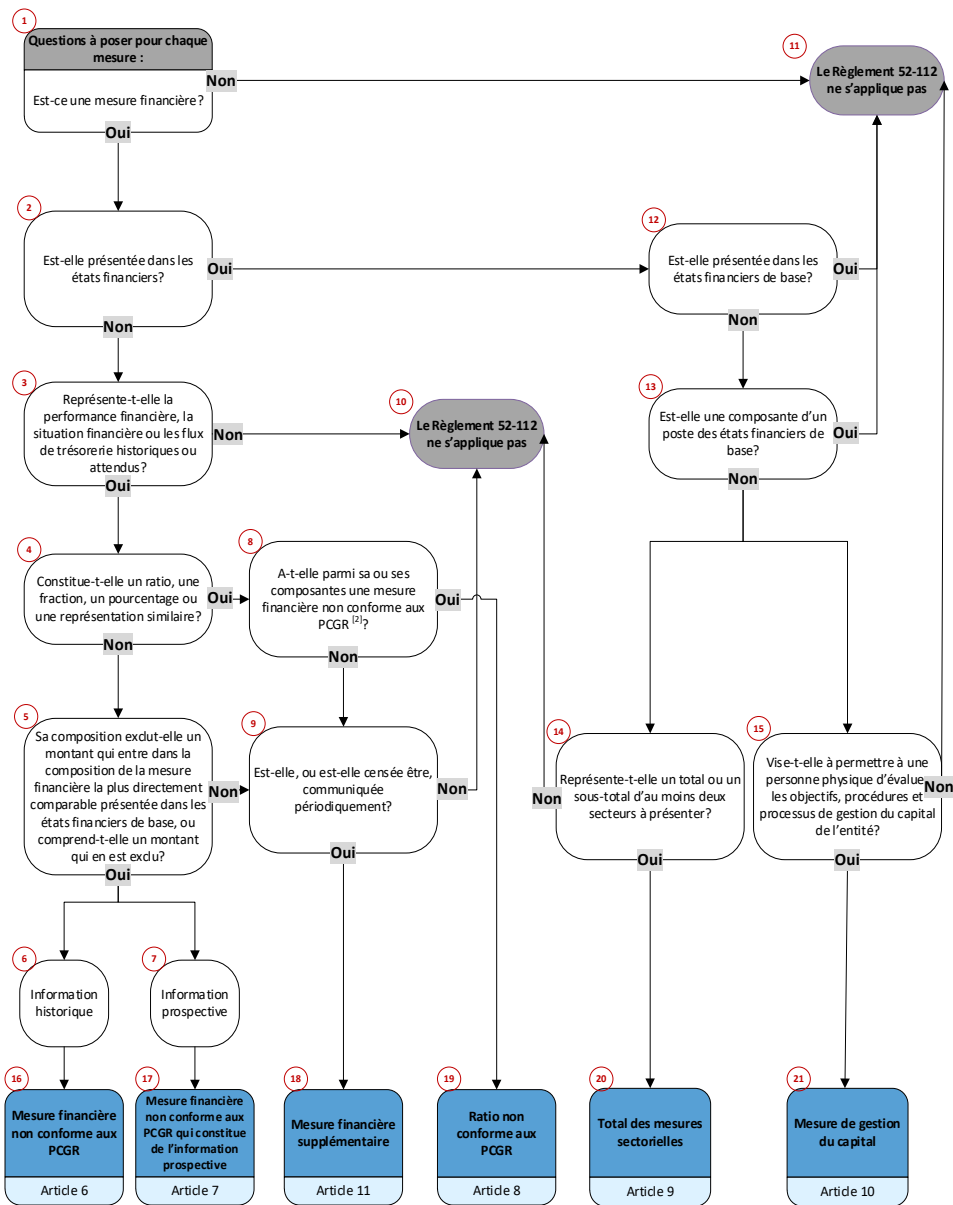 1
Questions à poser pour chaque
mesure :
Est-ce une mesure financière ?
Non
Oui
11
Le Règlement 52-112
ne s’applique pas
2
Est-elle présentée dans les
états financiers?
Oui
Non
12
Est-elle présentée dans les
états financiers de base?
Oui
Non
3
Représente-t-elle la
performance financière, la
situation financière ou les flux
de trésorerie historiques ou
attendus?
Non
Oui
10
Le Règlement 52-112
ne s’applique pas
13
Est-elle une composante d’un
poste des états financiers de
base?
Oui
Non
4
Constitue-t-elle un ratio, une
fraction, un pourcentage ou
une représentation similaire?
Oui
Non
8
A-t-elle parmi sa ou ses
composantes une mesure
financière non conforme aux
PCGR [2]?
Oui
Non
5
Sa composition exclut-elle un
montant qui entre dans la
composition de la mesure
financière la plus directement
comparable présentée dans les
états financiers de base, ou
comprend-t-elle un montant
qui en est exclu?
Non
Oui
9
Est-elle, ou est-elle censée être,
communiquée
périodiquement?
Non
Oui
14
Représente-t-elle un total ou un
sous-total d’au moins deux
secteurs à présenter?
Non
Oui
15
Vise-t-elle à permettre à une
personne physique d’évalue
les objectifs, procédures et
processus de gestion du capital
de l’entité?
Non
Oui
6
Information
historique
7
Information
prospective
16
Mesure financière
non conforme aux
PCGR
Article 6
17
Mesure financière
non conforme aux
PCGR qui constitue
de l’information
prospective
Article 7
18
Mesure financière
supplémentaire
Article 11
19
Ratio non
conforme aux
PCGR
Article 8
20
Total des mesures
sectorielles
Article 9
21
Mesure de gestion
du capital
Article 10